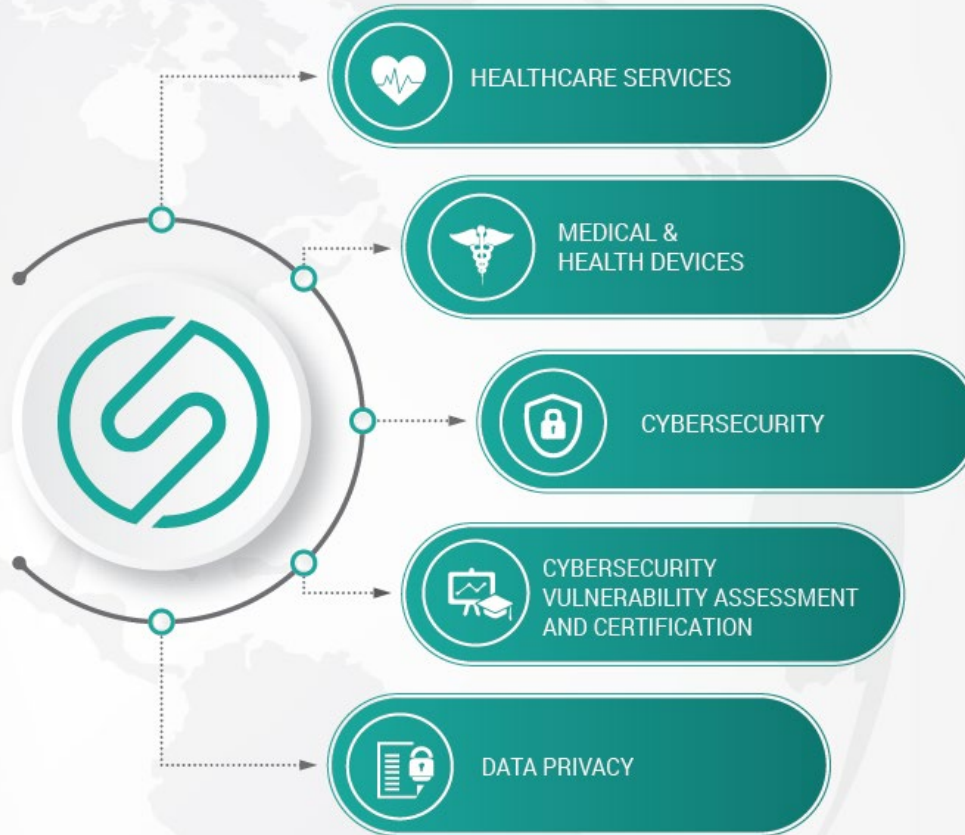 HEALTHCARE SERVICES
MEDICAL &
HEALTH DEVICES
CYBERSECURITY
CYBERSECURITY
VULNERABILITY ASSESSMENT
AND CERTIFICATION
DATA PRIVACY